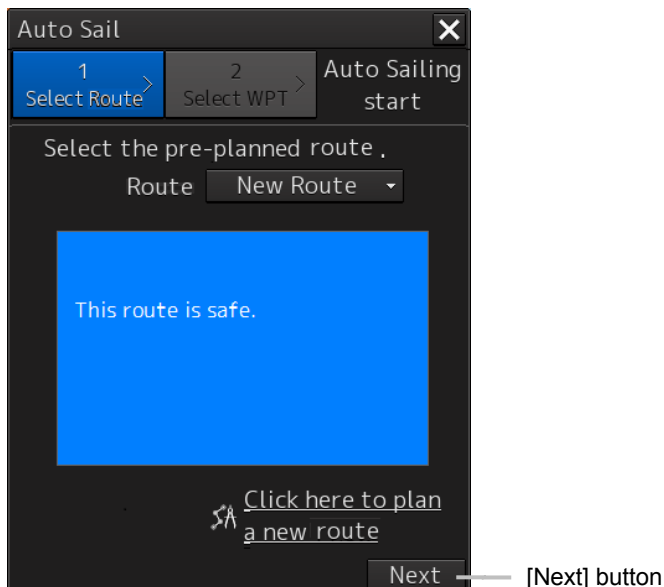 Auto Sail
1
Select Route
2
Select WPT
Auto Sailing
start
Select the pre-planned route .
Route New Route
This route is safe.
Click here to plan
a new route
Next
[Next] button